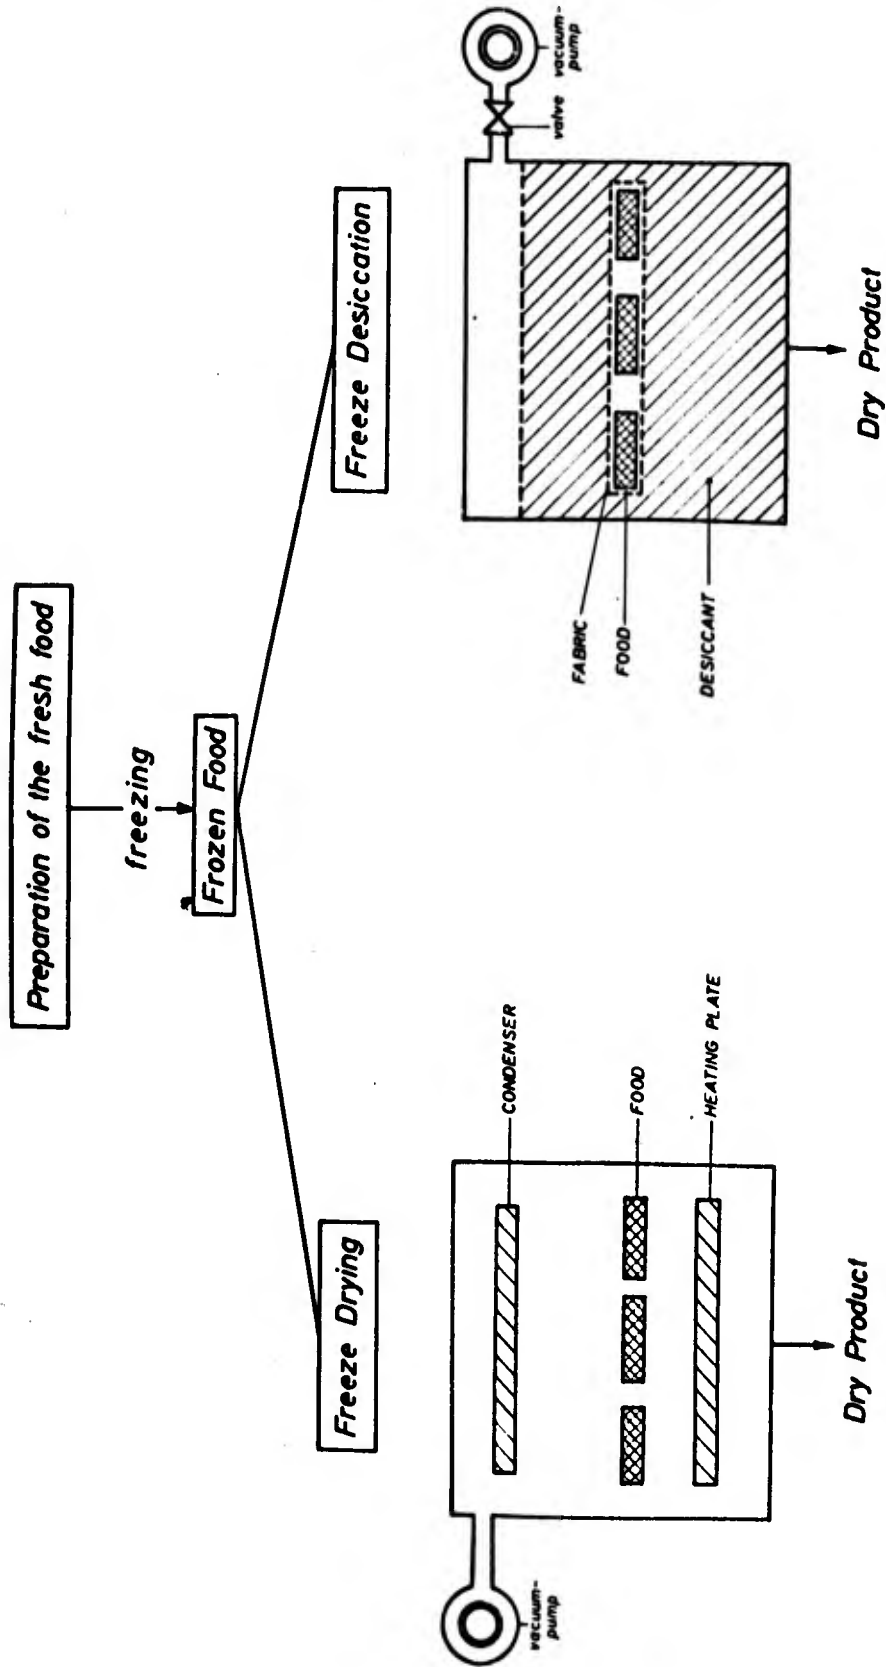 Preparation of the fresh food
freezing
Frozen Food
Freeze Drying
Freeze Desiccation
vacuum-
pump
CONDENSER
FOOD
HEATING PLATE
Dry Product
FABRIC
FOOD
DESICCANT
valve
vacuum-
pump
Dry Product